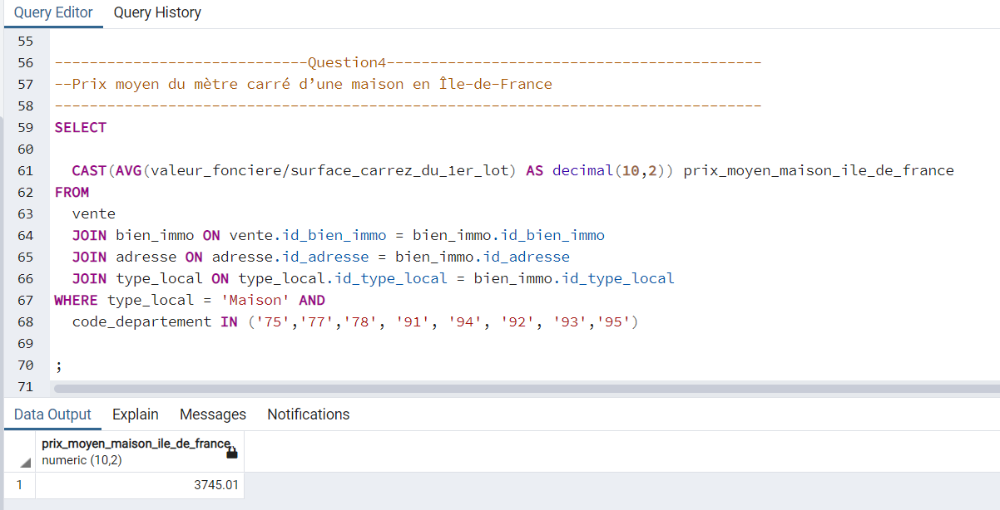 Query Editor Query History
55
56 -----------------------------Question4-------------------------------------------
57 --Prix moyen du mètre carré d’une maison en Île-de-France
58 ---------------------------------------------------------------------------------
59 SELECT
60
61 CAST(AVG(valeur_fonciere/surface_carrez_du_1er_lot) AS decimal(10,2)) prix_moyen_maison_ile_de_france
62 FROM
63 vente
64 JOIN bien_immo ON vente.id_bien_immo = bien_immo.id_bien_immo
65 JOIN adresse ON adresse.id_adresse = bien_immo.id_adresse
66 JOIN type_local ON type_local.id_type_local = bien_immo.id_type_local
67 WHERE type_local = 'Maison' AND
68 code_departement IN ('75','77','78', '91', '94', '92', '93','95')
69
70 ;
71
Data Output Explain Messages Notifications
prix_moyen_maison_ile_de_france
numeric (10,2)
1 3745.01